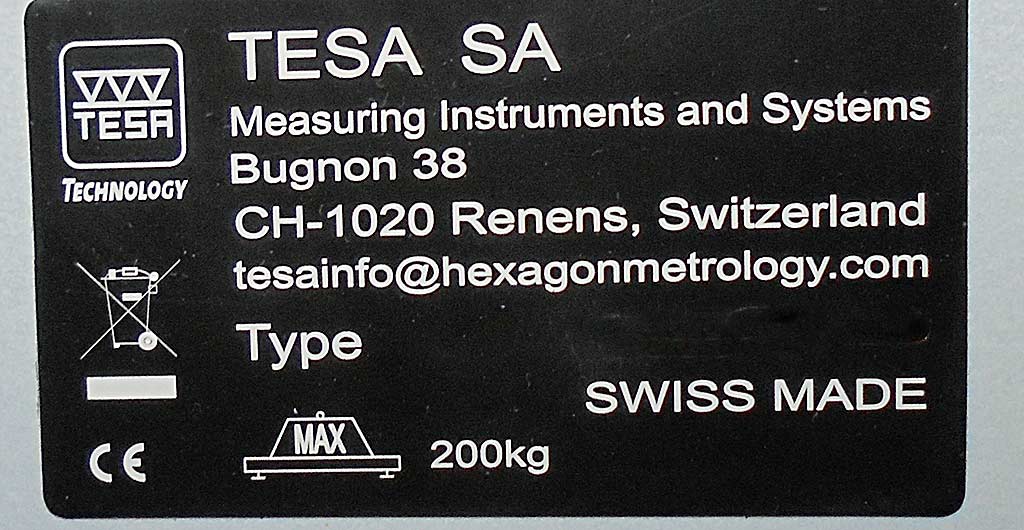 TESA
TECHNOLOGY
TESA SA
Measuring Instruments and Systems
Bugnon 38
CH-1020 Renens, Switzerland
tesainfo@hexagonmetrology.com
Type
SWISS MADE
CE
MAX 200kg